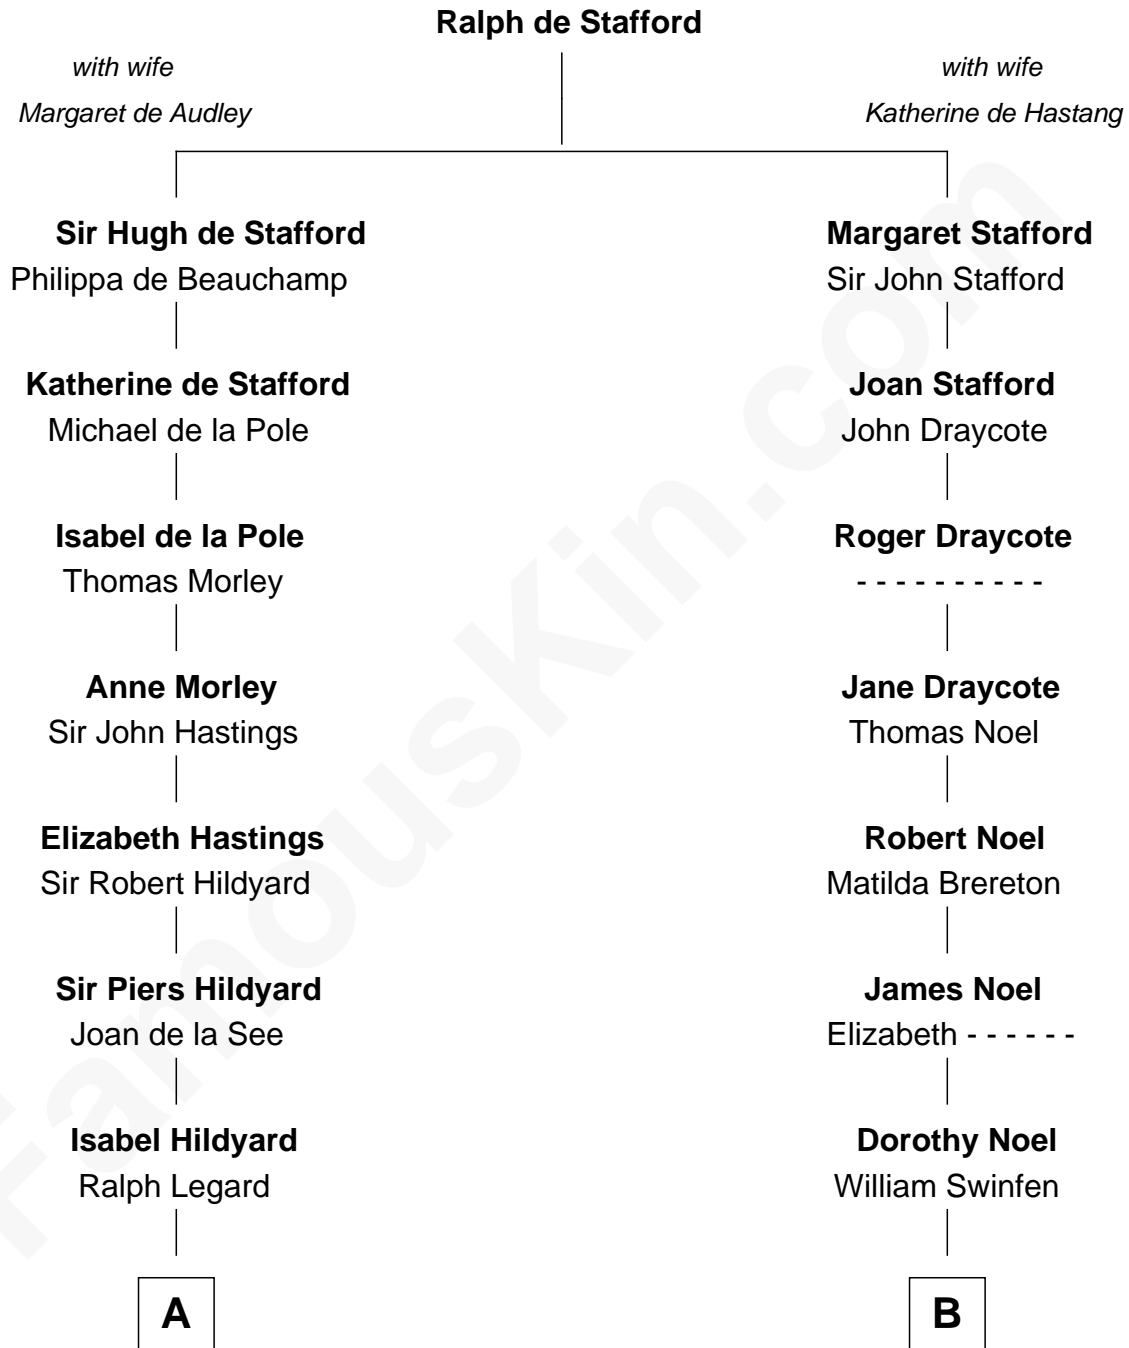 Ralph de Stafford
with wife
Margaret de Audley
with wife
Katherine de Hastang
Sir Hugh de Stafford
Philippa de Beauchamp
Margaret Stafford
Sir John Stafford
Katherine de Stafford
Michael de la Pole
Joan Stafford
John Draycote
Isabel de la Pole
Thomas Morley
Roger Draycote
- - - - - - - - - -
Anne Morley
Sir John Hastings
Jane Draycote
Thomas Noel
Elizabeth Hastings
Sir Robert Hildyard
Robert Noel
Matilda Brereton
Sir Piers Hildyard
Joan de la See
James Noel
Elizabeth - - - - - -
Isabel Hildyard
Ralph Legard
Dorothy Noel
William Swinfen
A
B
FamousKin.com